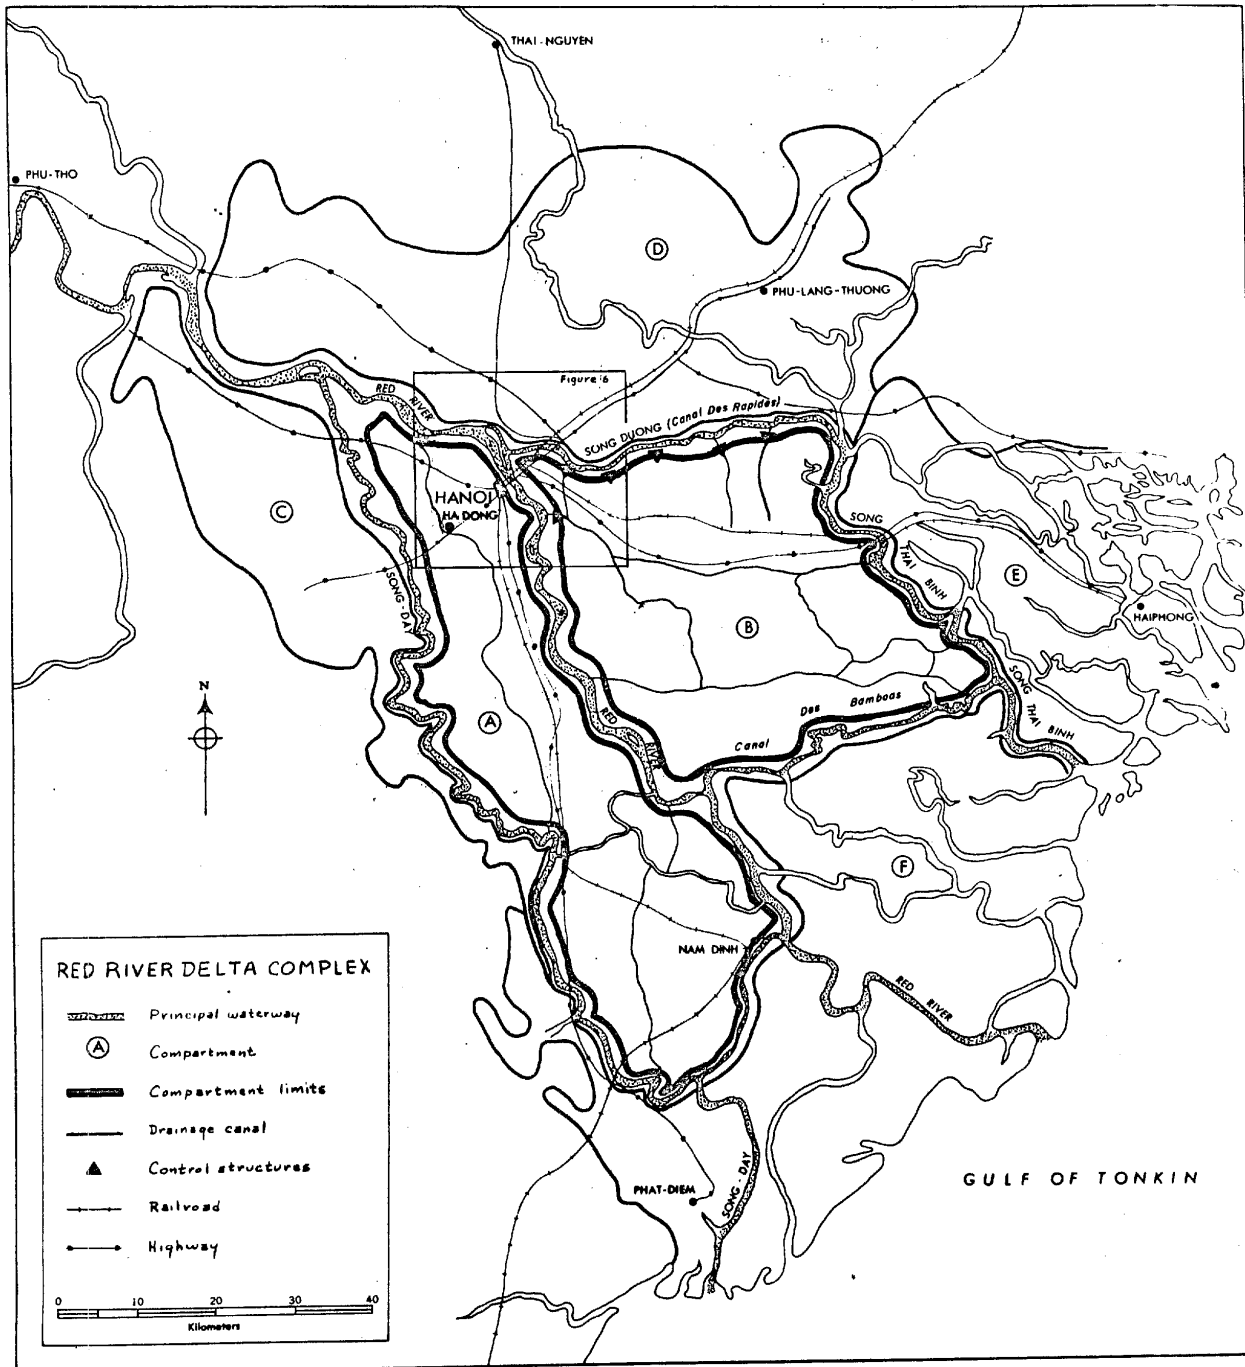 THAI-NGUYEN
PHU-THO
D
PHU-LANG-THUONG
Figure 6
RED RIVER
SONG DUONG (Canal Des Rapides)
HANOI
HA DONG
C
SONG THAI BINH
E
HAIPHONG
SONG-DAY
B
N
A
RED RIVER
Canal Des Bamboos
SONG THAI BINH
F
NAM DINH
RED RIVER
SONG-DAY
PHAT-DIEM
GULF OF TONKIN
RED RIVER DELTA COMPLEX
Principal waterway
A Compartment
Compartment limits
Drainage canal
Control structures
Railroad
Highway
0 10 20 30 40
Kilometers